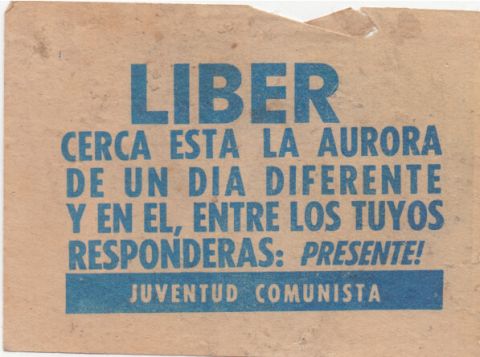 LIBER
CERCA ESTA LA AURORA
DE UN DIA DIFERENTE
Y EN EL, ENTRE LOS TUYOS
RESPONDERAS: PRESENTE!
JUVENTUD COMUNISTA